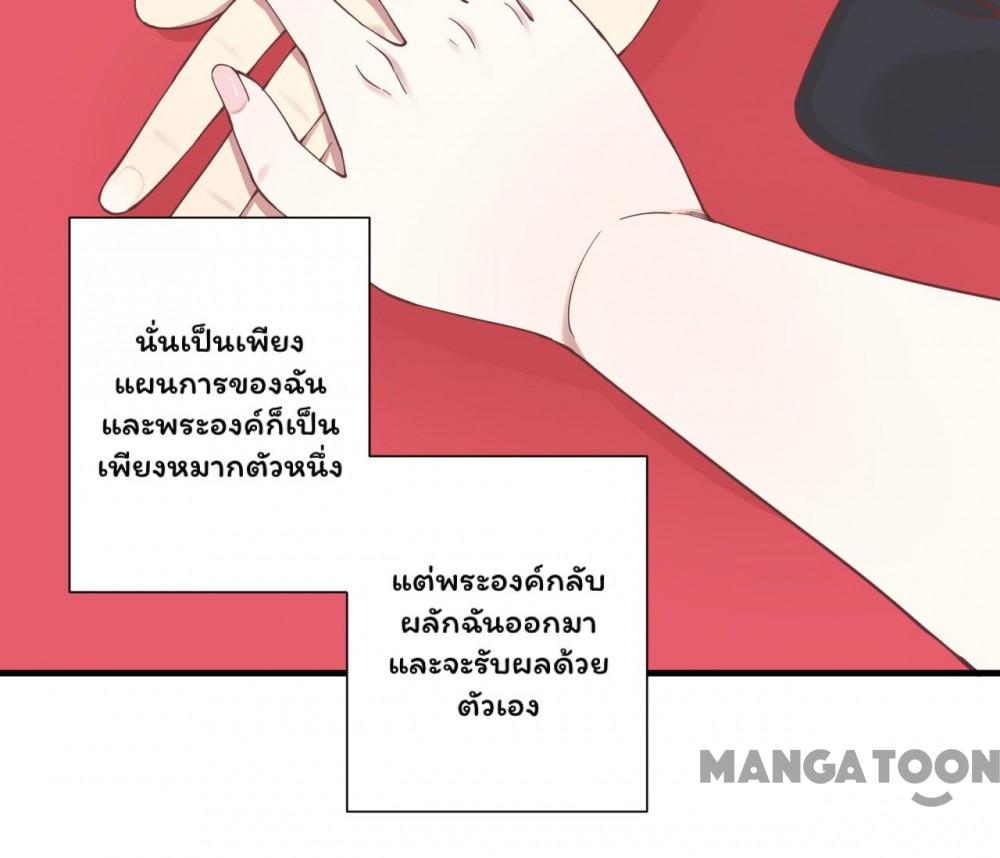 นั่นเป็นเพียง
แผนการของฉัน
และพระองค์ก็เป็น
เพียงหมากตัวหนึ่ง
แต่พระองค์กลับ
ผลักฉันออกมา
และจะรับผลด้วย
ตัวเอง
MANGATOON